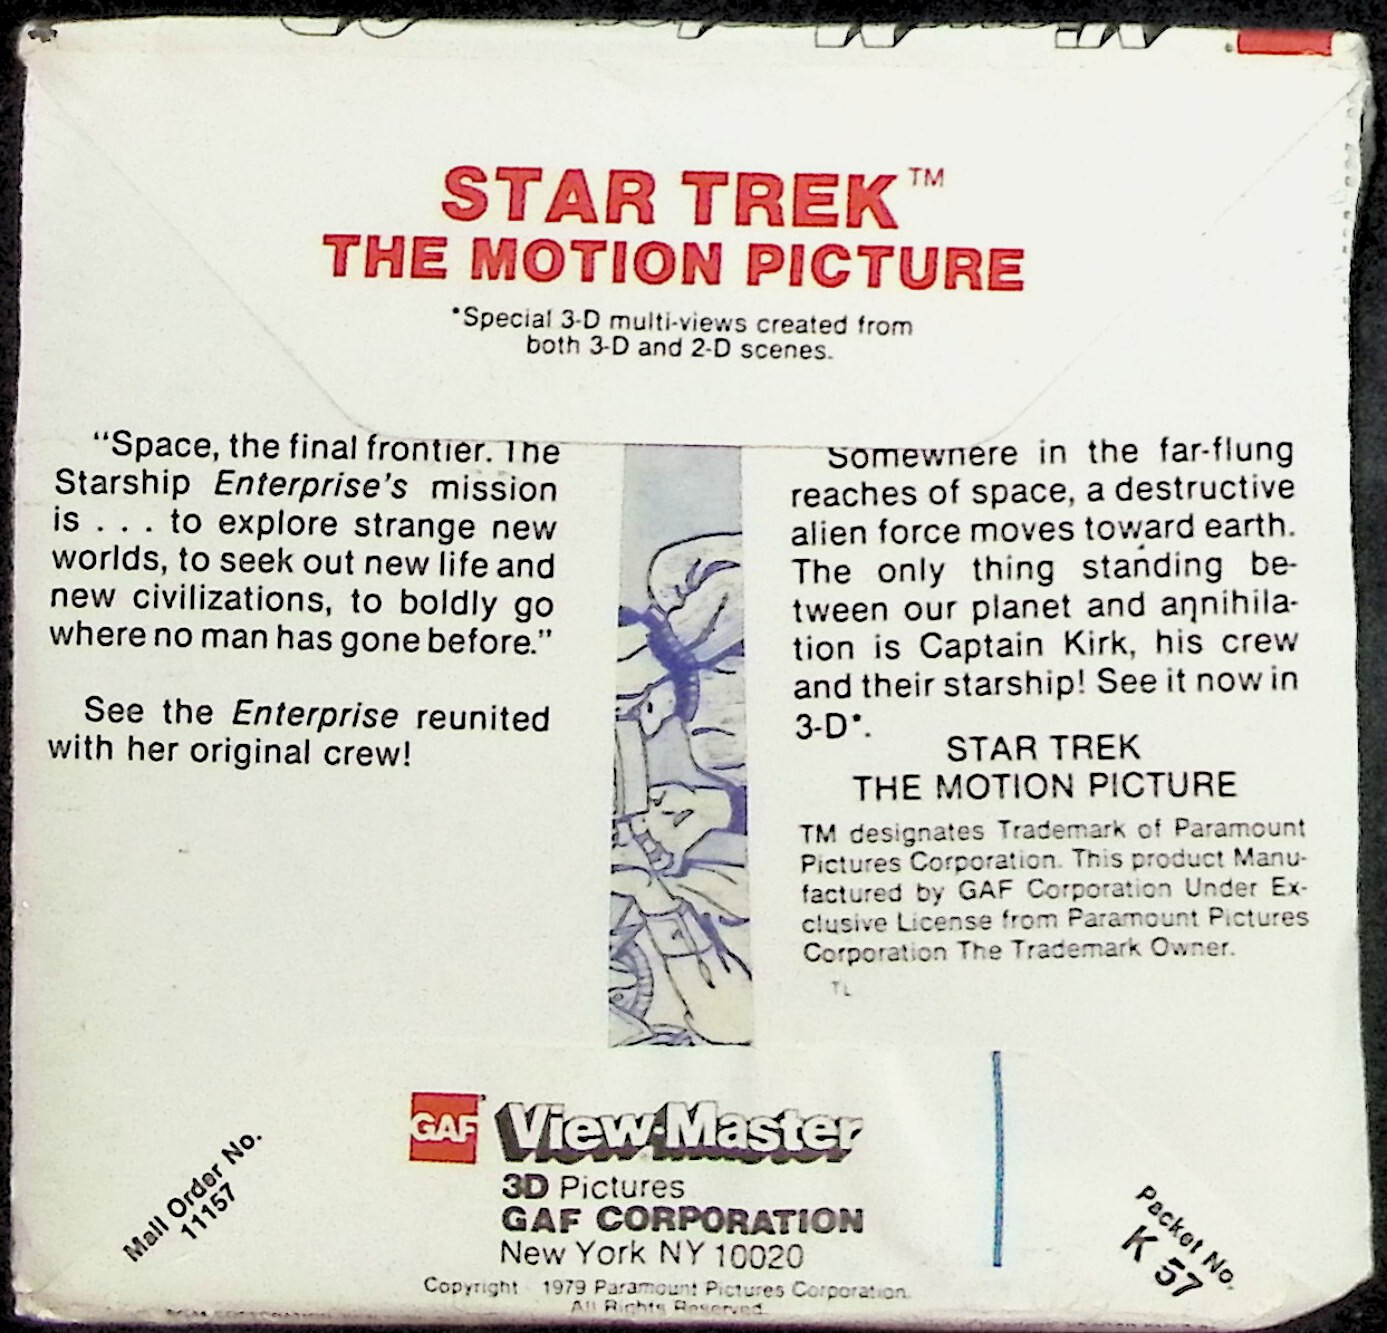 STAR TREK™
THE MOTION PICTURE
*Special 3-D multi-views created from
both 3-D and 2-D scenes.
“Space, the final frontier. The
Starship Enterprise's mission
is . . . to explore strange new
worlds, to seek out new life and
new civilizations, to boldly go
where no man has gone before.”
See the Enterprise reunited
with her original crew!
Somewhere in the far-flung
reaches of space, a destructive
alien force moves toward earth.
The only thing standing be-
tween our planet and annihila-
tion is Captain Kirk, his crew
and their starship! See it now in
3-D*.
STAR TREK
THE MOTION PICTURE
TM designates Trademark of Paramount
Pictures Corporation. This product Manu-
factured by GAF Corporation Under Ex-
clusive License from Paramount Pictures
Corporation The Trademark Owner.
TL
GAF View-Master
3D Pictures
GAF CORPORATION
New York NY 10020
Copyright 1979 Paramount Pictures Corporation.
All Rights Reserved.
Mail Order No.
11157
Packet No.
K 57